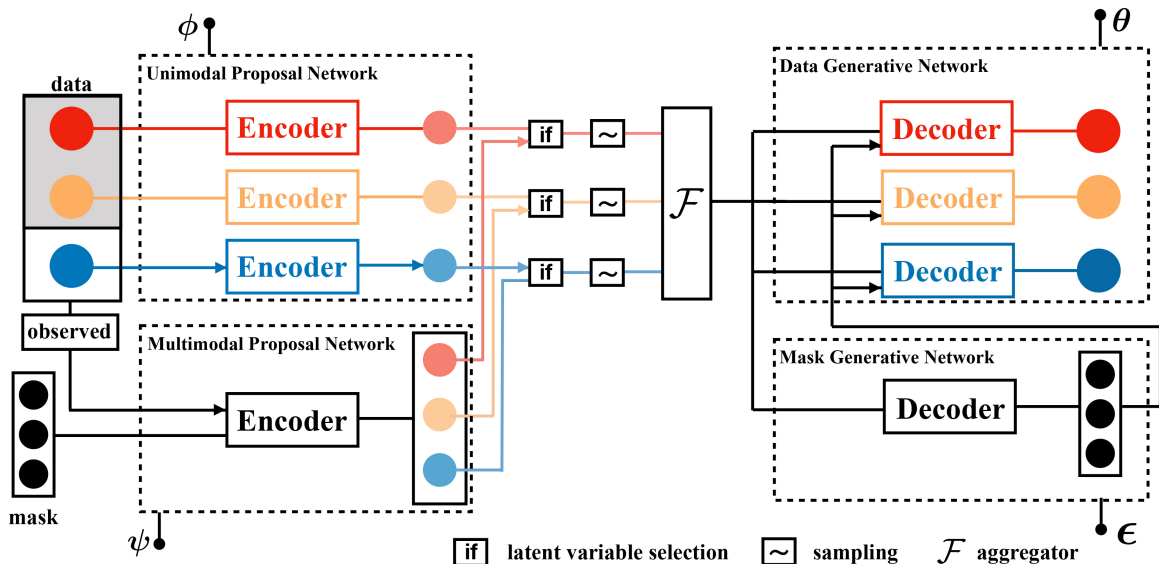 ϕ
θ
data
Unimodal Proposal Network
Data Generative Network
Encoder
if
~
Decoder
Encoder
if
~
ℱ
Decoder
Encoder
if
~
Decoder
observed
Multimodal Proposal Network
Mask Generative Network
Encoder
Decoder
mask
ψ
ϵ
if latent variable selection
~ sampling
ℱ aggregator